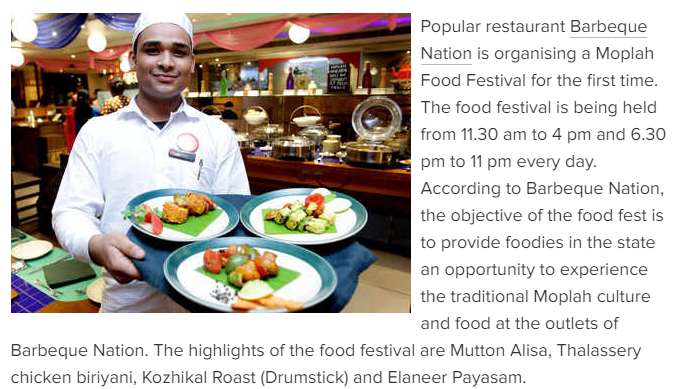 Popular restaurant Barbeque
Nation is organising a Moplah
Food Festival for the first time.
The food festival is being held
from 11.30 am to 4 pm and 6.30
pm to 11 pm every day.
According to Barbeque Nation,
the objective of the food fest is
to provide foodies in the state
an opportunity to experience
the traditional Moplah culture
and food at the outlets of
Barbeque Nation. The highlights of the food festival are Mutton Alisa, Thalassery
chicken biriyani, Kozhikal Roast (Drumstick) and Elaneer Payasam.